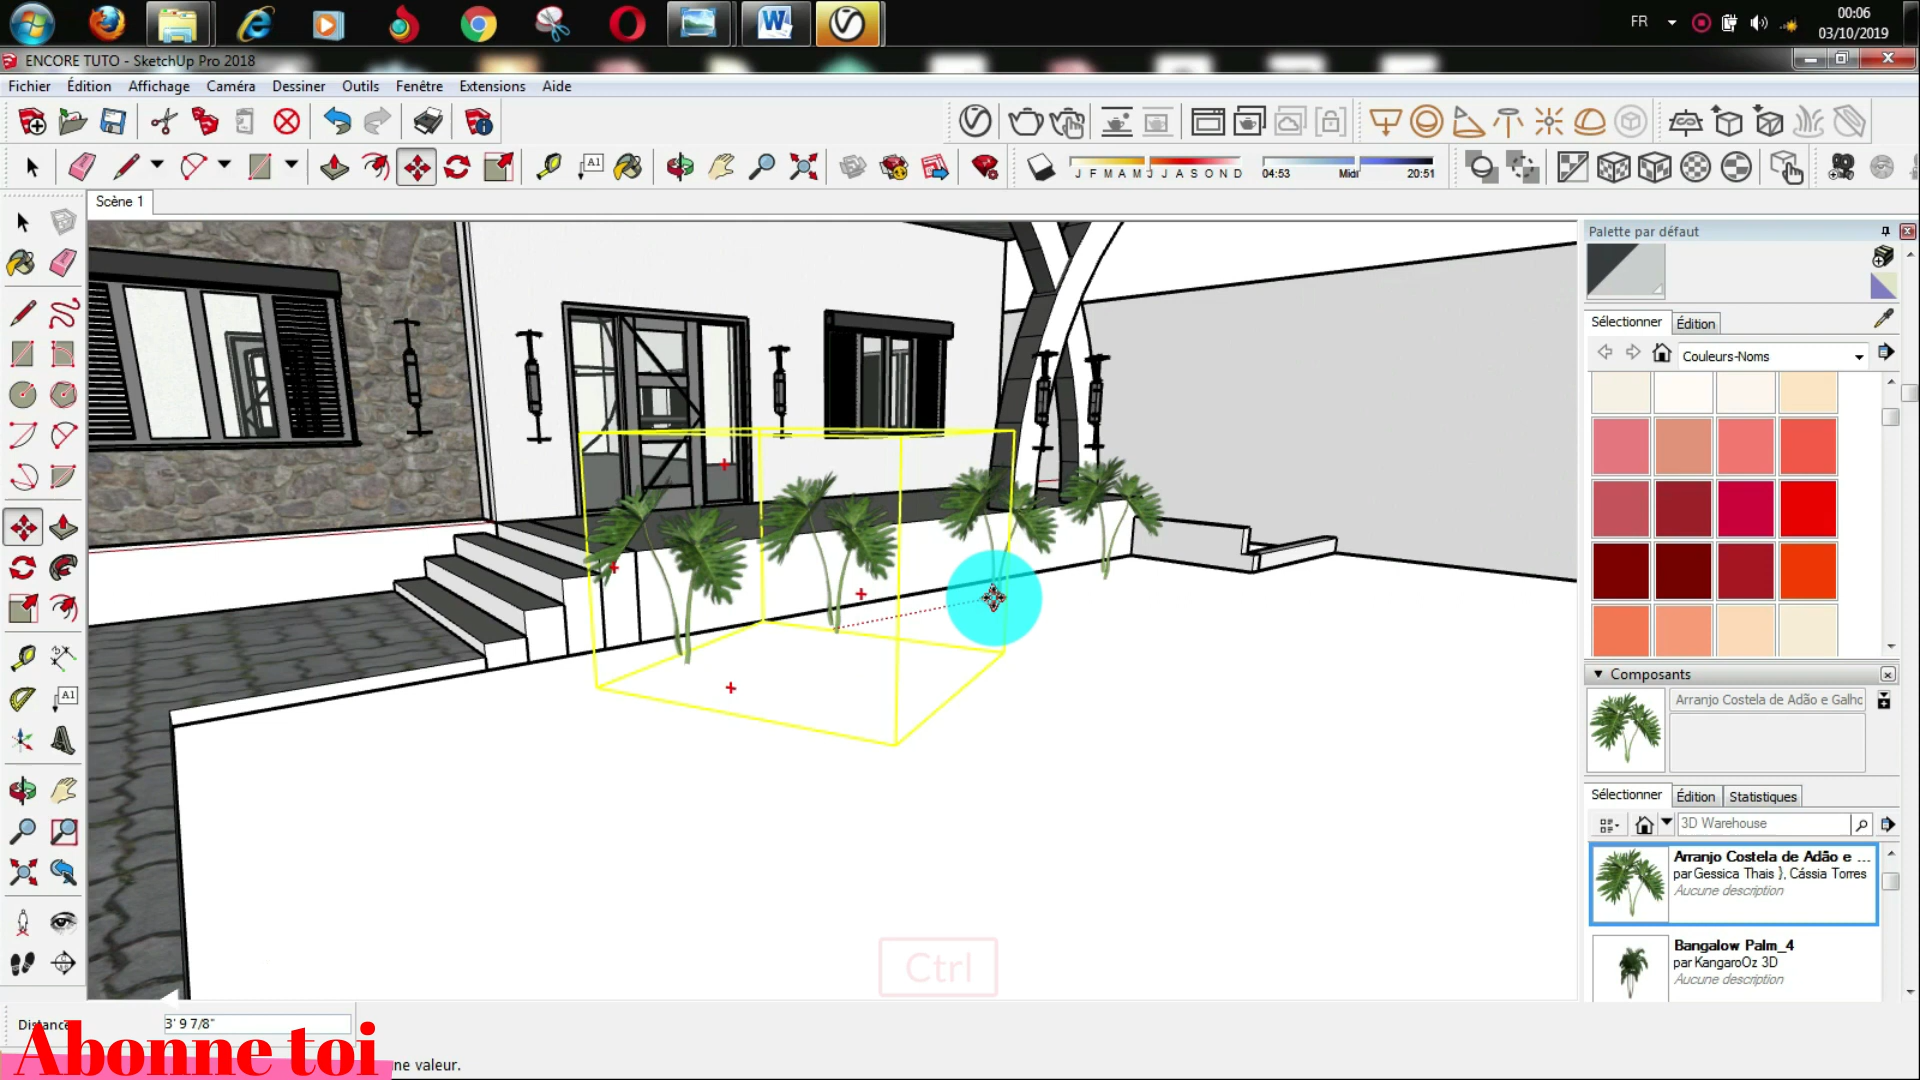 FR
00:06
03/10/2019
ENCORE TUTO - SketchUp Pro 2018
Fichier Édition Affichage Caméra Dessiner Outils Fenêtre Extensions Aide
A1
J F M A M J J A S O N D
04:53 Midi 20:51
Scène 1
Palette par défaut
Sélectionner Édition
Couleurs-Noms
A1
Composants
Arranjo Costela de Adão e Galho
Sélectionner Édition Statistiques
3D Warehouse
Arranjo Costela de Adão e ...
par Gessica Thais }, Cássia Torres
Aucune description
Bangalow Palm_4
par KangaroOz 3D
Aucune description
Ctrl
Distance 3' 9 7/8"
Abonne toi
ne valeur.